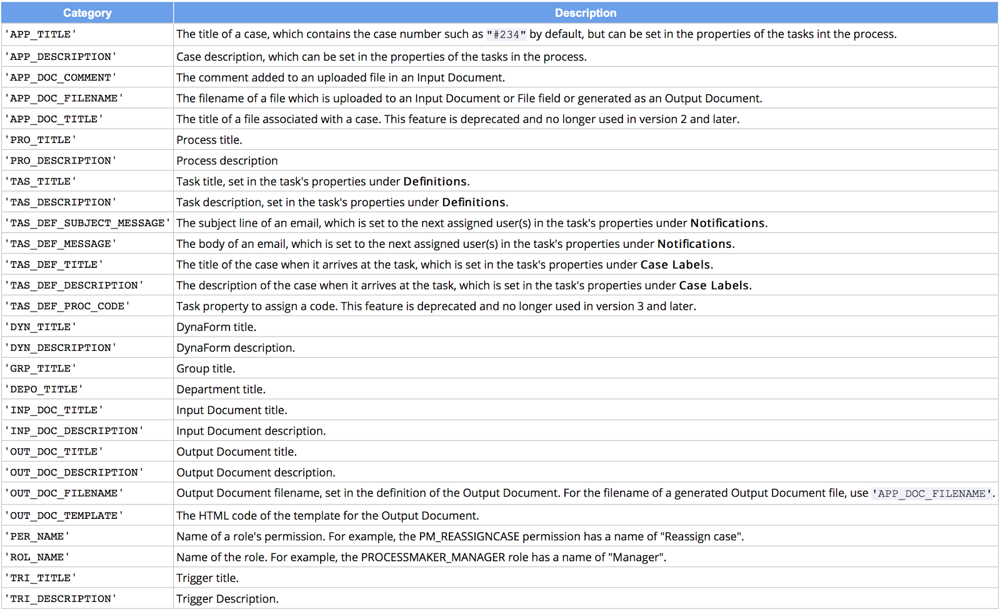 Category Description
'APP_TITLE' The title of a case, which contains the case number such as "#234" by default, but can be set in the properties of the tasks int the process.
'APP_DESCRIPTION' Case description, which can be set in the properties of the tasks in the process.
'APP_DOC_COMMENT' The comment added to an uploaded file in an Input Document.
'APP_DOC_FILENAME' The filename of a file which is uploaded to an Input Document or File field or generated as an Output Document.
'APP_DOC_TITLE' The title of a file associated with a case. This feature is deprecated and no longer used in version 2 and later.
'PRO_TITLE' Process title.
'PRO_DESCRIPTION' Process description
'TAS_TITLE' Task title, set in the task's properties under Definitions.
'TAS_DESCRIPTION' Task description, set in the task's properties under Definitions.
'TAS_DEF_SUBJECT_MESSAGE' The subject line of an email, which is set to the next assigned user(s) in the task's properties under Notifications.
'TAS_DEF_MESSAGE' The body of an email, which is set to the next assigned user(s) in the task's properties under Notifications.
'TAS_DEF_TITLE' The title of the case when it arrives at the task, which is set in the task's properties under Case Labels.
'TAS_DEF_DESCRIPTION' The description of the case when it arrives at the task, which is set in the task's properties under Case Labels.
'TAS_DEF_PROC_CODE' Task property to assign a code. This feature is deprecated and no longer used in version 3 and later.
'DYN_TITLE' DynaForm title.
'DYN_DESCRIPTION' DynaForm description.
'GRP_TITLE' Group title.
'DEPO_TITLE' Department title.
'INP_DOC_TITLE' Input Document title.
'INP_DOC_DESCRIPTION' Input Document description.
'OUT_DOC_TITLE' Output Document title.
'OUT_DOC_DESCRIPTION' Output Document description.
'OUT_DOC_FILENAME' Output Document filename, set in the definition of the Output Document. For the filename of a generated Output Document file, use 'APP_DOC_FILENAME'.
'OUT_DOC_TEMPLATE' The HTML code of the template for the Output Document.
'PER_NAME' Name of a role's permission. For example, the PM_REASSIGNCASE permission has a name of "Reassign case".
'ROL_NAME' Name of the role. For example, the PROCESSMAKER_MANAGER role has a name of "Manager".
'TRI_TITLE' Trigger title.
'TRI_DESCRIPTION' Trigger Description.